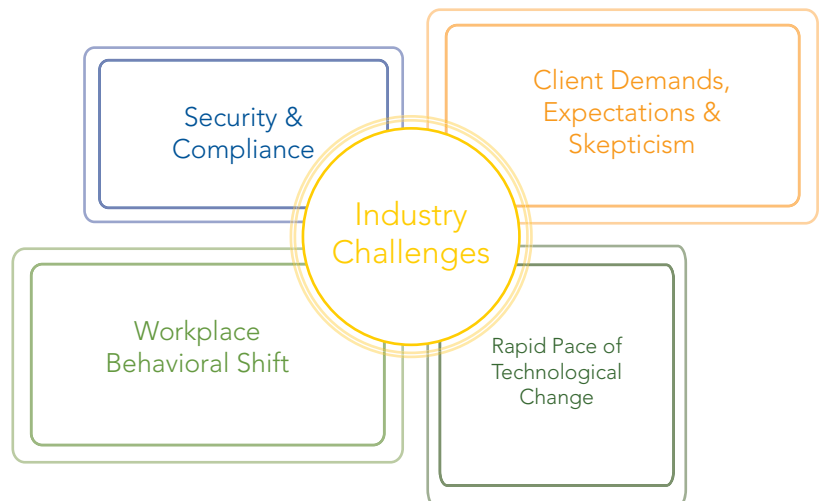 Security &
Compliance
Client Demands,
Expectations &
Skepticism
Industry
Challenges
Workplace
Behavioral Shift
Rapid Pace of
Technological
Change